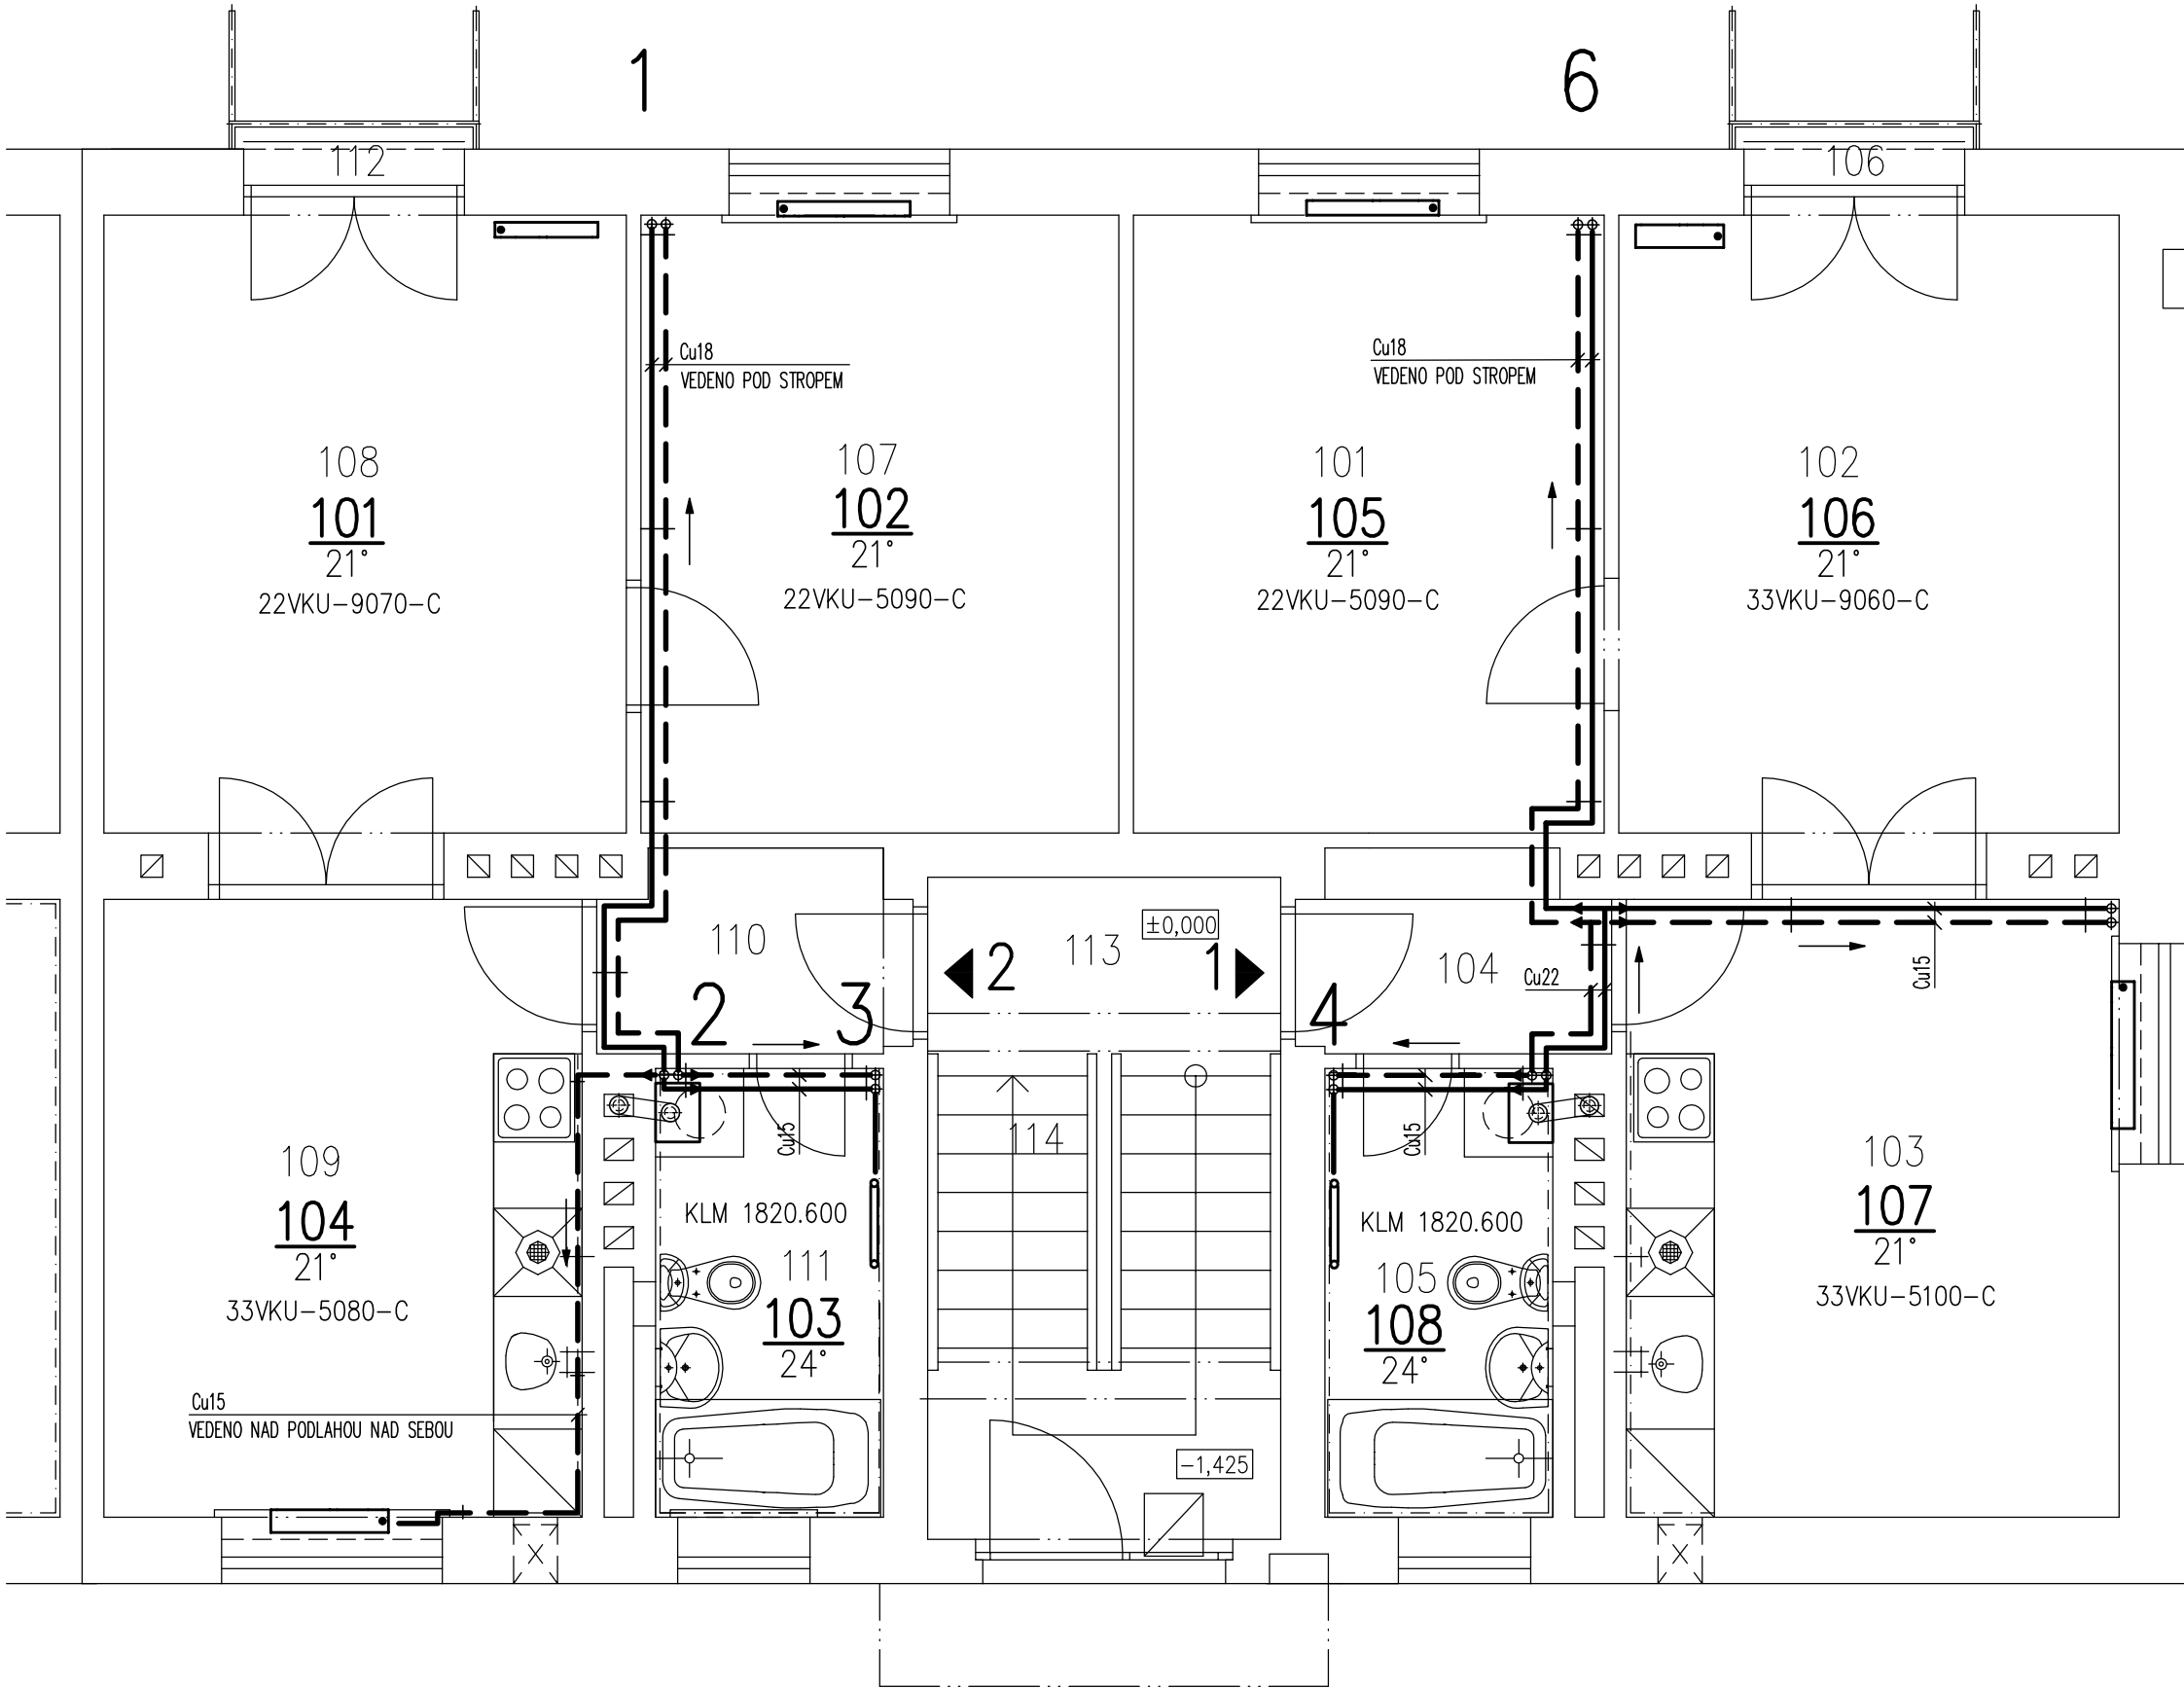 1
6
112
106
Cu18
VEDENO POD STROPEM
Cu18
VEDENO POD STROPEM
108
101
21°
22VKU-9070-C
107
102
21°
22VKU-5090-C
101
105
21°
22VKU-5090-C
102
106
21°
33VKU-9060-C
110
±0,000
113
2
1
104
Cu22
Cu15
2
3
4
Cu15
114
Cu15
109
104
21°
33VKU-5080-C
KLM 1820.600
111
103
24°
KLM 1820.600
105
108
24°
103
107
21°
33VKU-5100-C
Cu15
VEDENO NAD PODLAHOU NAD SEBOU
-1,425